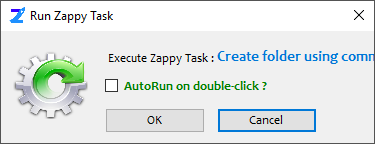 Run Zappy Task
Execute Zappy Task : Create folder using comm
AutoRun on double-click ?
OK Cancel